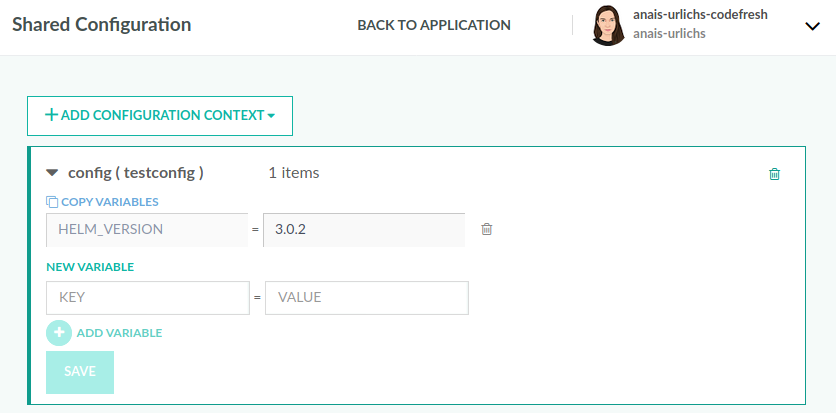 Shared Configuration
BACK TO APPLICATION
anais-urlichs-codefresh
anais-urlichs
+ ADD CONFIGURATION CONTEXT
config ( testconfig ) 1 items
COPY VARIABLES
HELM_VERSION = 3.0.2
NEW VARIABLE
KEY = VALUE
+ ADD VARIABLE
SAVE